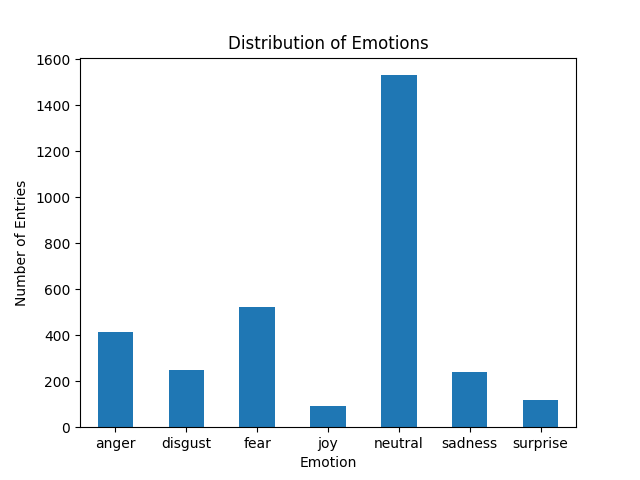 Distribution of Emotions
1600
1400
1200
1000
800
600
400
200
0
Number of Entries
anger disgust fear joy neutral sadness surprise
Emotion